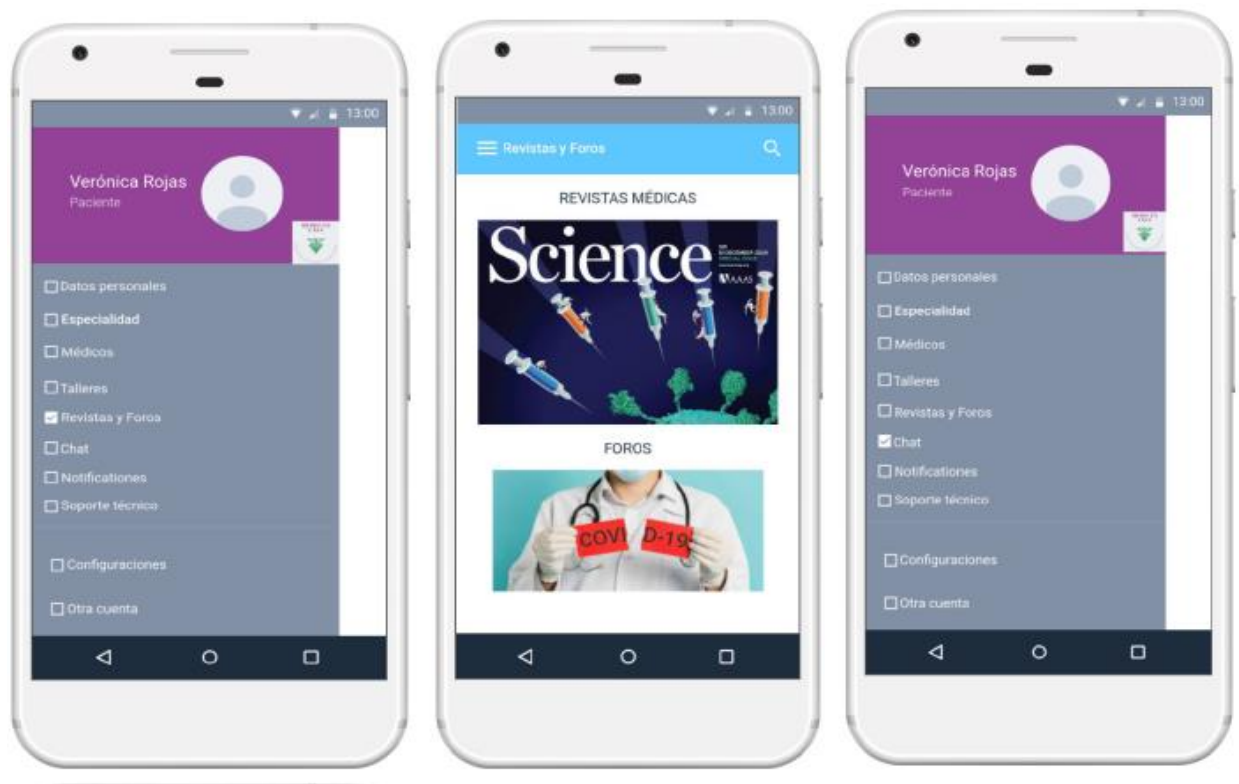 13:00
Verónica Rojas
Paciente
Datos personales
Especialidad
Médicos
Talleres
Revistas y Foros
Chat
Notificationes
Soporte técnico
Configuraciones
Otra cuenta
13:00
Revistas y Foros
REVISTAS MÉDICAS
Science
AAAS
FOROS
COVI D-19
13:00
Verónica Rojas
Paciente
Datos personales
Especialidad
Médicos
Talleres
Revistas y Foros
Chat
Notificationes
Soporte técnico
Configuraciones
Otra cuenta